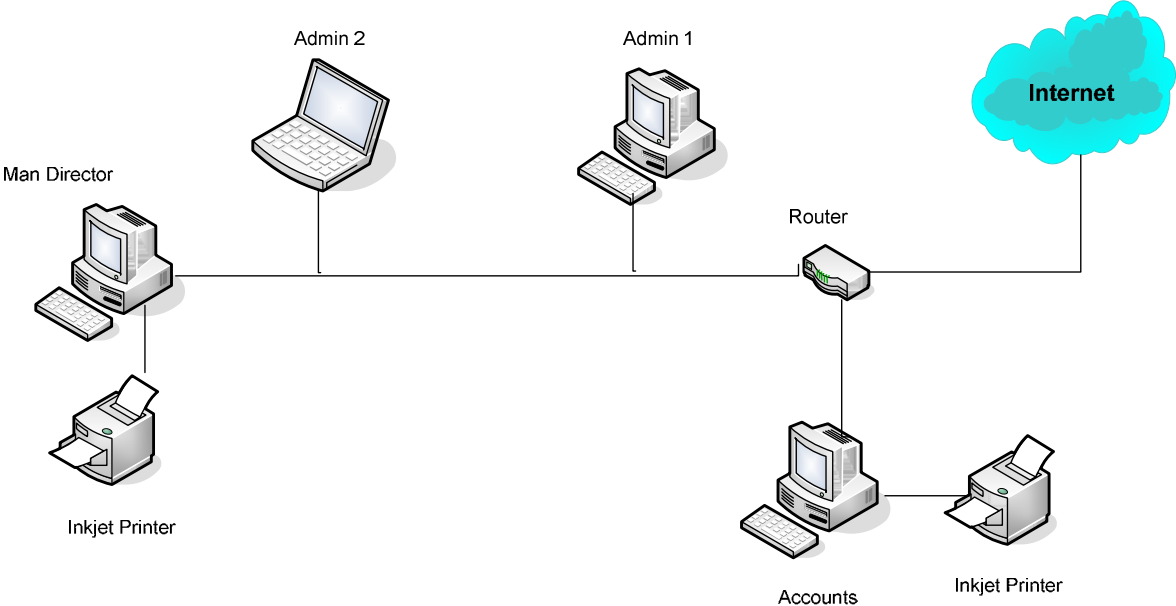 Admin 2
Admin 1
Internet
Man Director
Router
Inkjet Printer
Inkjet Printer
Accounts